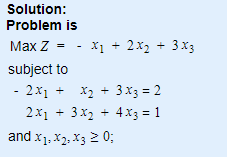 Solution:
Problem is
Max Z = - x₁ + 2x₂ + 3x₃
subject to
- 2x₁ + x₂ + 3x₃ = 2
2x₁ + 3x₂ + 4x₃ = 1
and x₁, x₂, x₃ ≥ 0;